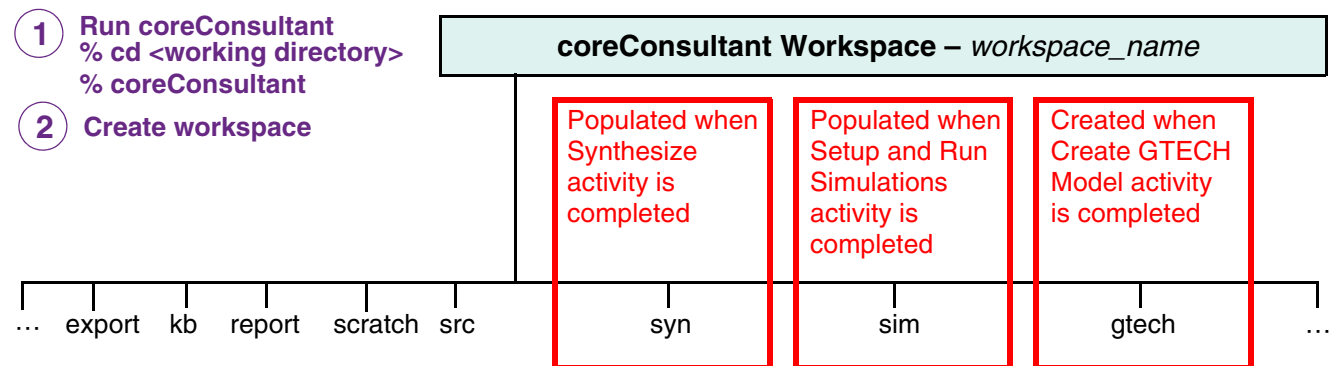 1 Run coreConsultant
% cd <working directory>
% coreConsultant
2 Create workspace
coreConsultant Workspace – workspace_name
Populated when
Synthesize
activity is
completed
Populated when
Setup and Run
Simulations
activity is
completed
Created when
Create GTECH
Model activity
is completed
... export kb report scratch src syn sim gtech ...